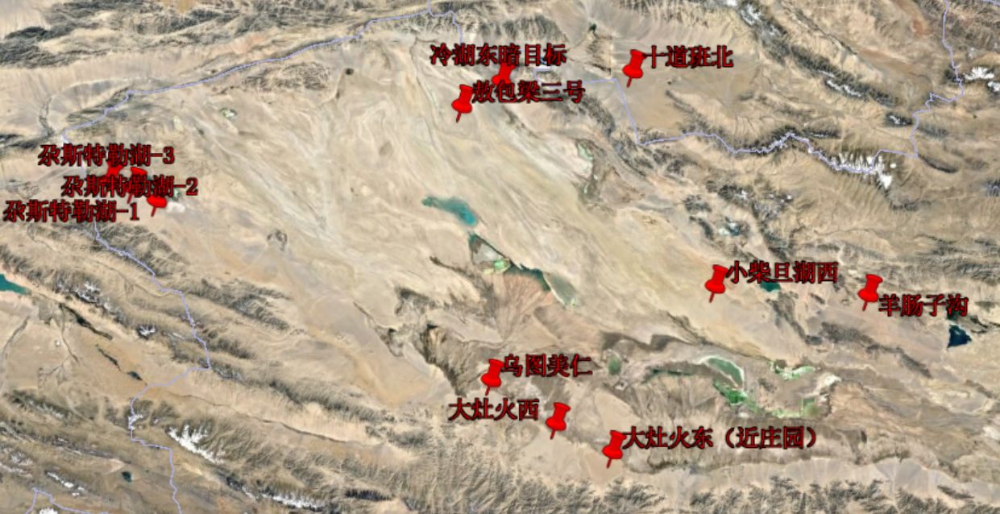 冷湖东暗目标
十道班北
敖包梁三号
尕斯特勒湖-3
尕斯特勒湖-2
尕斯特勒湖-1
小柴旦湖西
羊肠子沟
乌图美仁
大灶火西
大灶火东（近庄园）